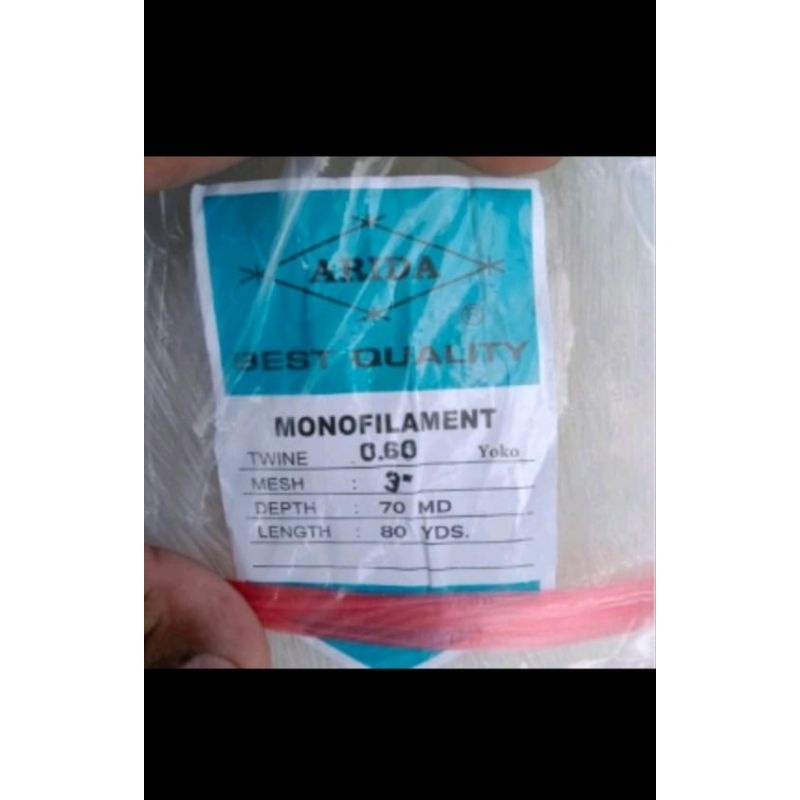 ARIDA
®
BEST QUALITY
MONOFILAMENT
TWINE : 0.60 Yoko
MESH : 3"
DEPTH : 70 MD
LENGTH : 80 YDS.